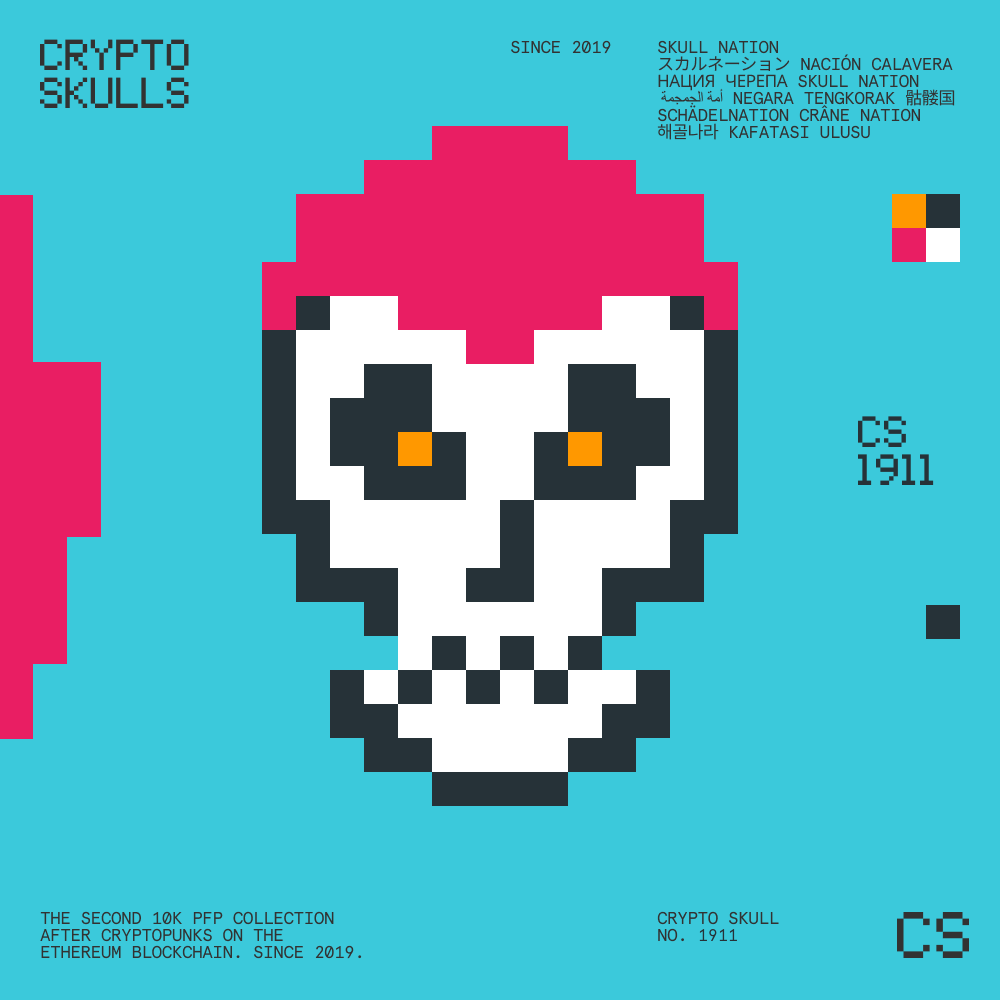 CRYPTO
SKULLS
SINCE 2019
SKULL NATION
スカルネーション NACIÓN CALAVERA
НАЦИЯ ЧЕРЕПА SKULL NATION
أمة الجمجمة NEGARA TENGKORAK 骷髅国
SCHÄDELNATION CRÂNE NATION
해골나라 KAFATASI ULUSU
CS
1911
THE SECOND 10K PFP COLLECTION
AFTER CRYPTOPUNKS ON THE
ETHEREUM BLOCKCHAIN. SINCE 2019.
CRYPTO SKULL
NO. 1911
CS